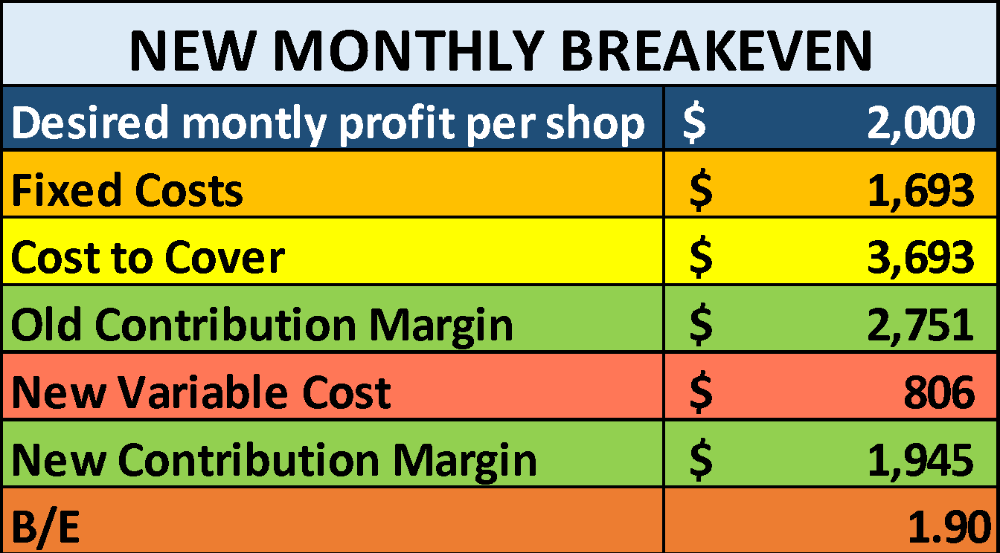 NEW MONTHLY BREAKEVEN
Desired montly profit per shop $ 2,000
Fixed Costs $ 1,693
Cost to Cover $ 3,693
Old Contribution Margin $ 2,751
New Variable Cost $ 806
New Contribution Margin $ 1,945
B/E 1.90